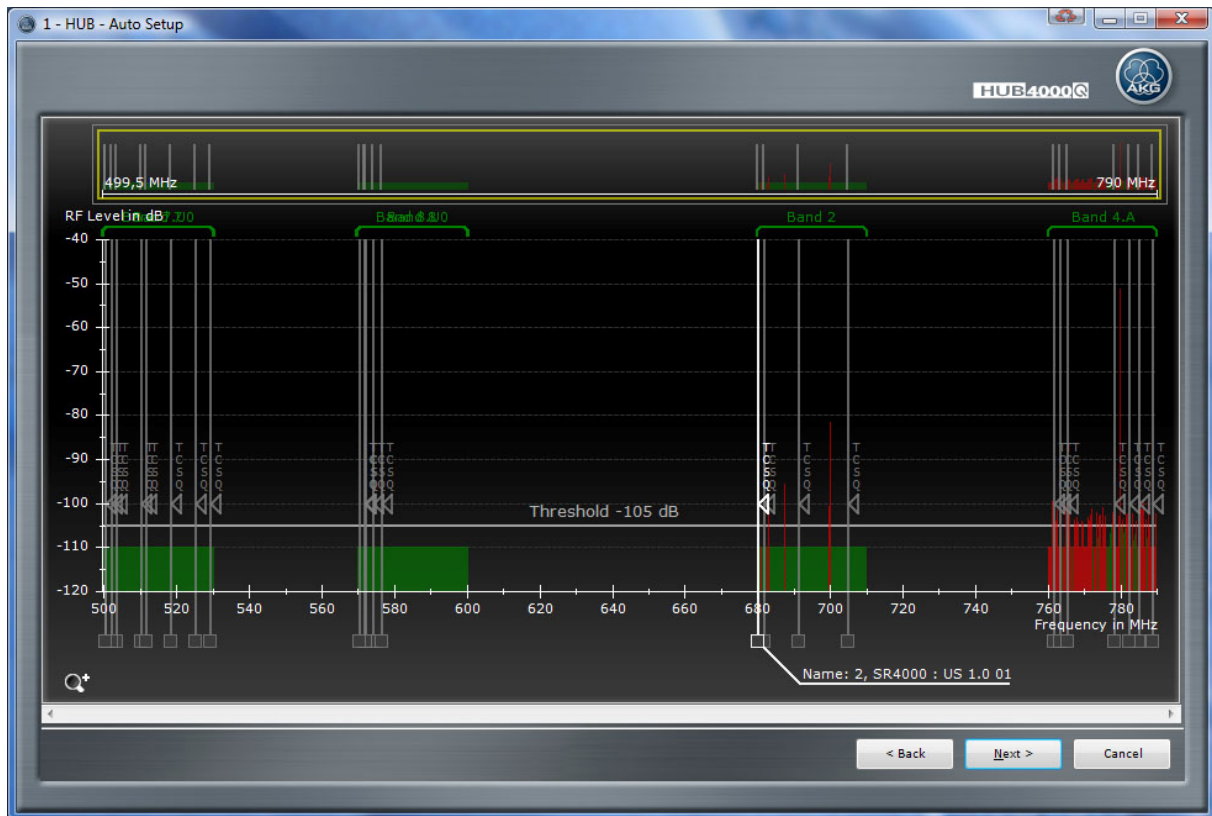 1 - HUB - Auto Setup
HUB4000Q
AKG
499,5 MHz
790 MHz
RF Level in dB
Band 2
Band 4.A
-40
-50
-60
-70
-80
-90
-100
-110
-120
Threshold -105 dB
500 520 540 560 580 600 620 640 660 680 700 720 740 760 780
Frequency in MHz
Name: 2, SR4000 : US 1.0 01
< Back
Next >
Cancel